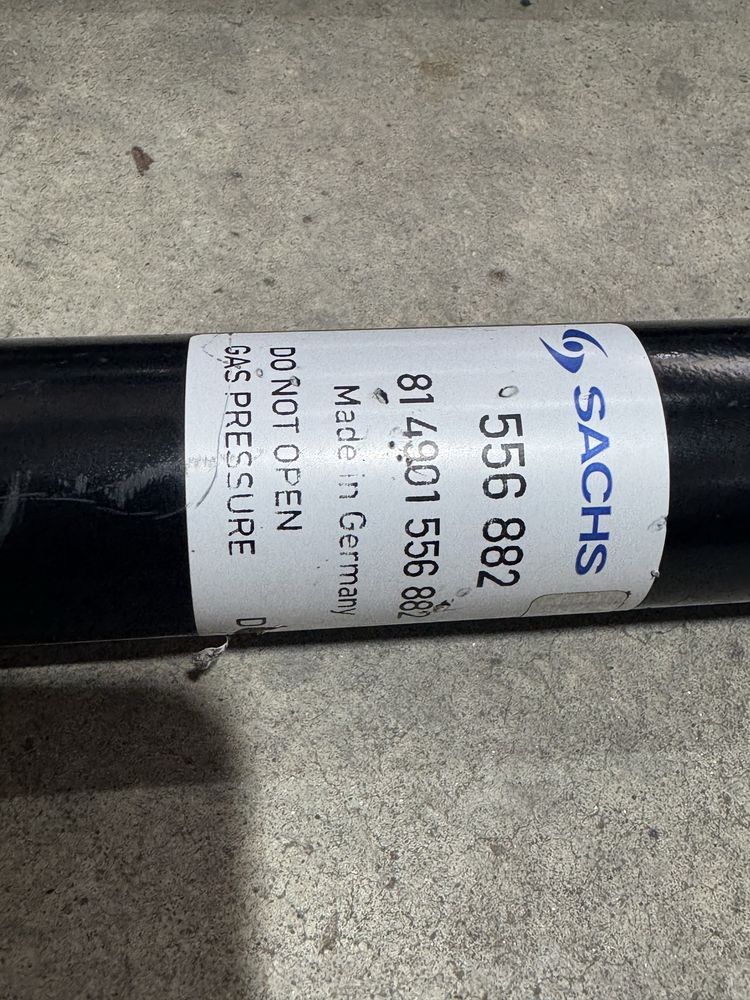 SACHS
556 882
81 4901 556 882
Made in Germany
DO NOT OPEN
GAS PRESSURE